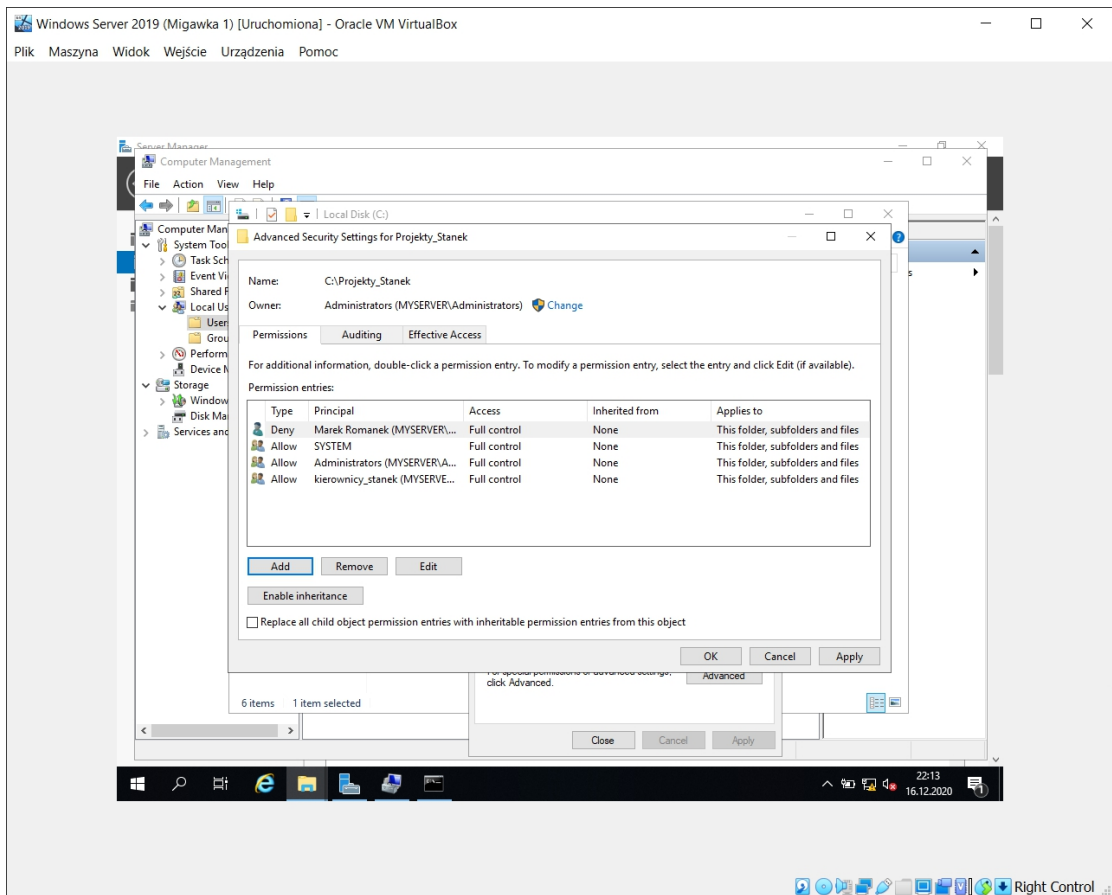 Windows Server 2019 (Migawka 1) [Uruchomiona] - Oracle VM VirtualBox
Plik Maszyna Widok Wejście Urządzenia Pomoc
Server Manager
Computer Management
File Action View Help
Local Disk (C:)
Computer Man
System Too
Task Sch
Event Vi
Shared F
Local Us
User
Grou
Perform
Device M
Storage
Window
Disk Ma
Services and
Advanced Security Settings for Projekty_Stanek
Name: C:\Projekty_Stanek
Owner: Administrators (MYSERVER\Administrators) Change
Permissions Auditing Effective Access
For additional information, double-click a permission entry. To modify a permission entry, select the entry and click Edit (if available).
Permission entries:
Type Principal Access Inherited from Applies to
Deny Marek Romanek (MYSERVER\... Full control None This folder, subfolders and files
Allow SYSTEM Full control None This folder, subfolders and files
Allow Administrators (MYSERVER\A... Full control None This folder, subfolders and files
Allow kierownicy_stanek (MYSERVE... Full control None This folder, subfolders and files
Add Remove Edit
Enable inheritance
Replace all child object permission entries with inheritable permission entries from this object
OK Cancel Apply
click Advanced.
Advanced
6 items 1 item selected
Close Cancel Apply
22:13
16.12.2020
1
Right Control